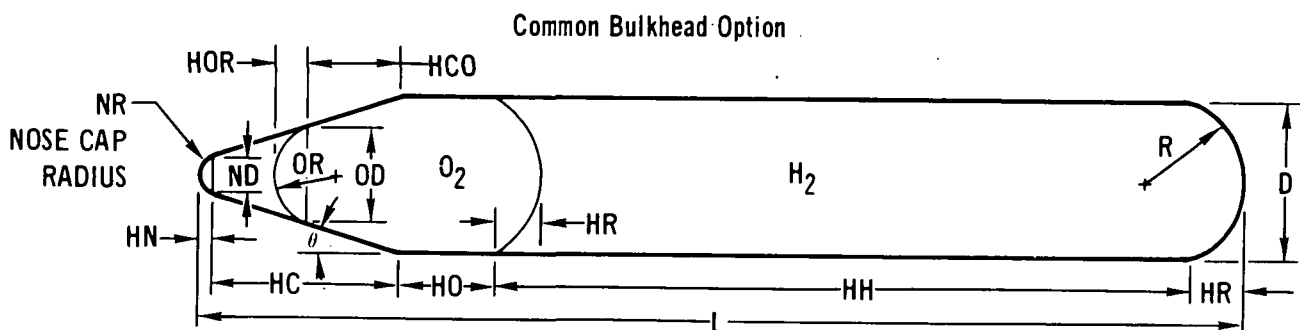 Common Bulkhead Option
HOR
HCO
NR
NOSE CAP
RADIUS
ND
OR
OD
O2
H2
R
D
HN
θ
HR
HC
HO
HH
HR
L